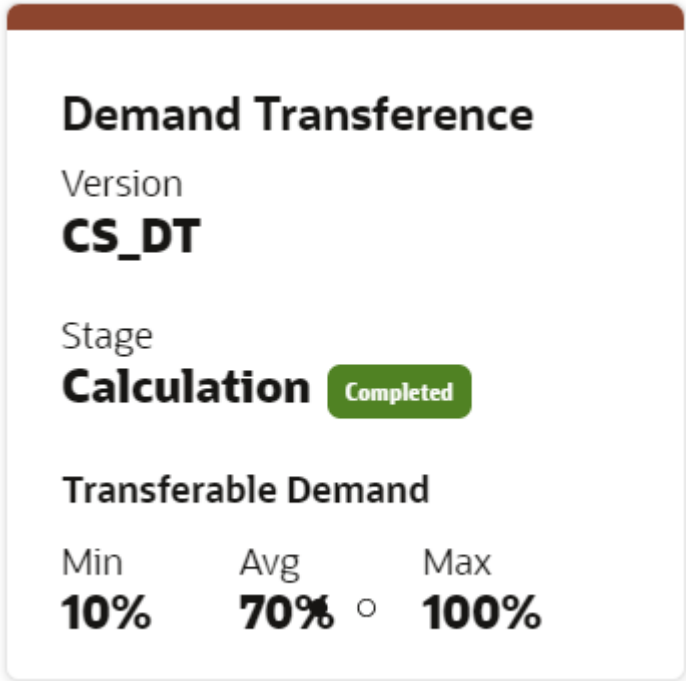 Demand Transference
Version
CS_DT
Stage
Calculation Completed
Transferable Demand
Min Avg Max
10% 70% 100%